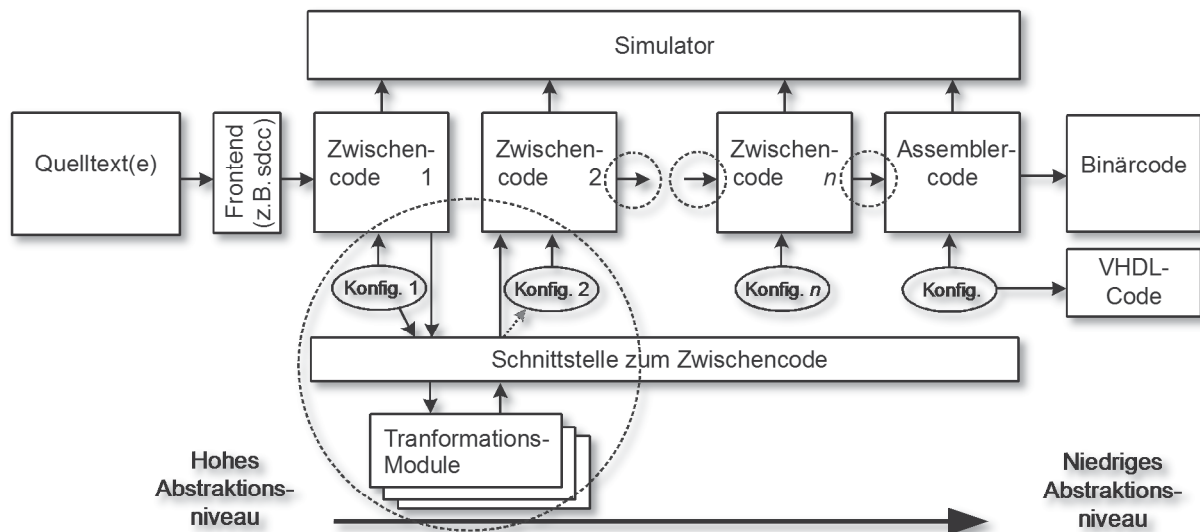 Simulator
Quelltext(e)
Frontend
(z.B. sdcc)
Zwischen-
code 1
Zwischen-
code 2
Zwischen-
code n
Assembler-
code
Binärcode
VHDL-
Code
Konfig. 1
Konfig. 2
Konfig. n
Konfig.
Schnittstelle zum Zwischencode
Tranformations-
Module
Hohes
Abstraktions-
niveau
Niedriges
Abstraktions-
niveau